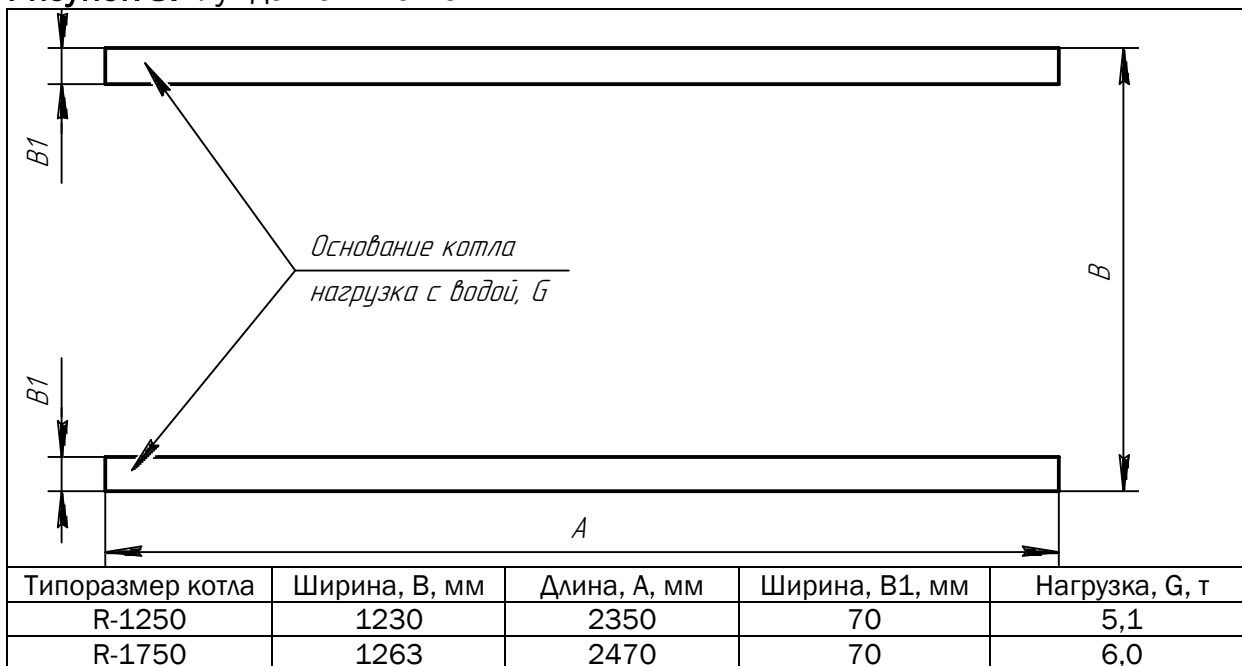 B1
Основание котла
нагрузка с водой, G
B
B1
A
Типоразмер котла Ширина, B, мм Длина, A, мм Ширина, B1, мм Нагрузка, G, т
R-1250 1230 2350 70 5,1
R-1750 1263 2470 70 6,0